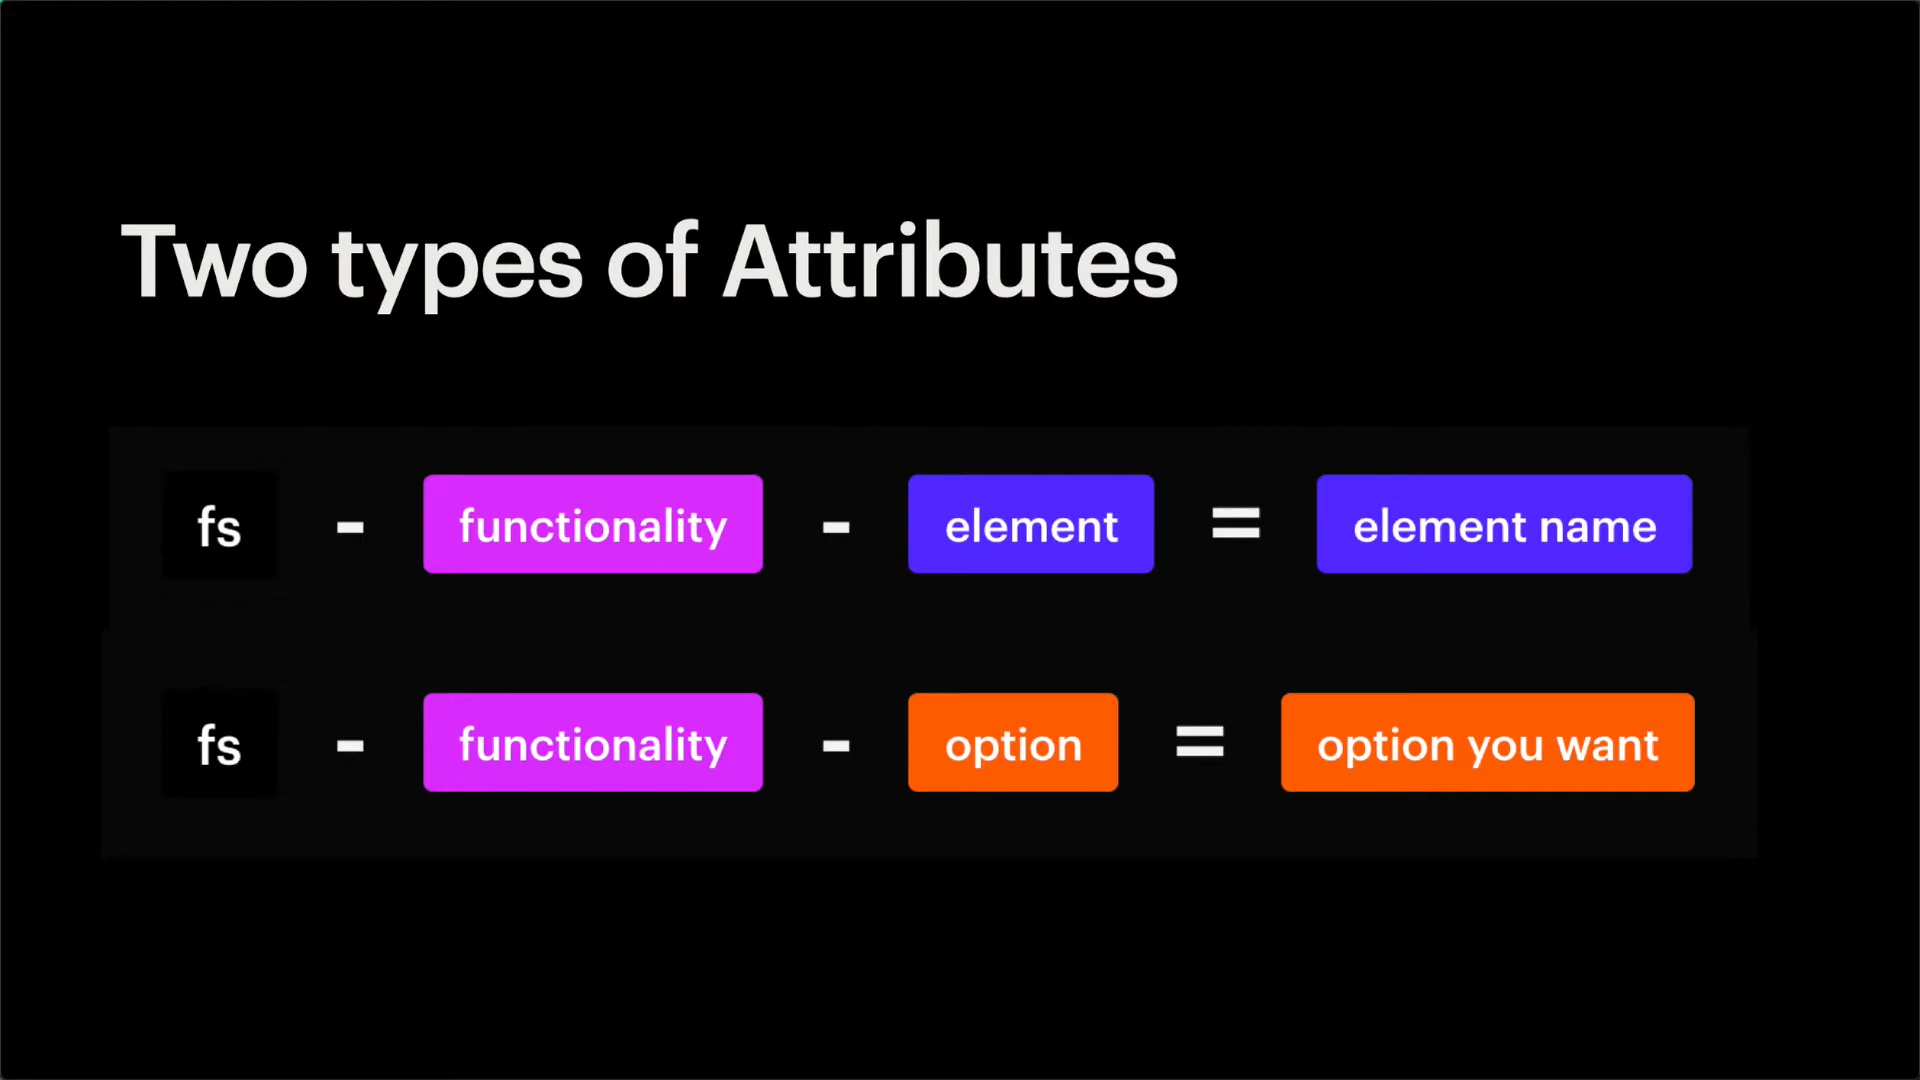 Two types of Attributes
fs - functionality - element = element name
fs - functionality - option = option you want